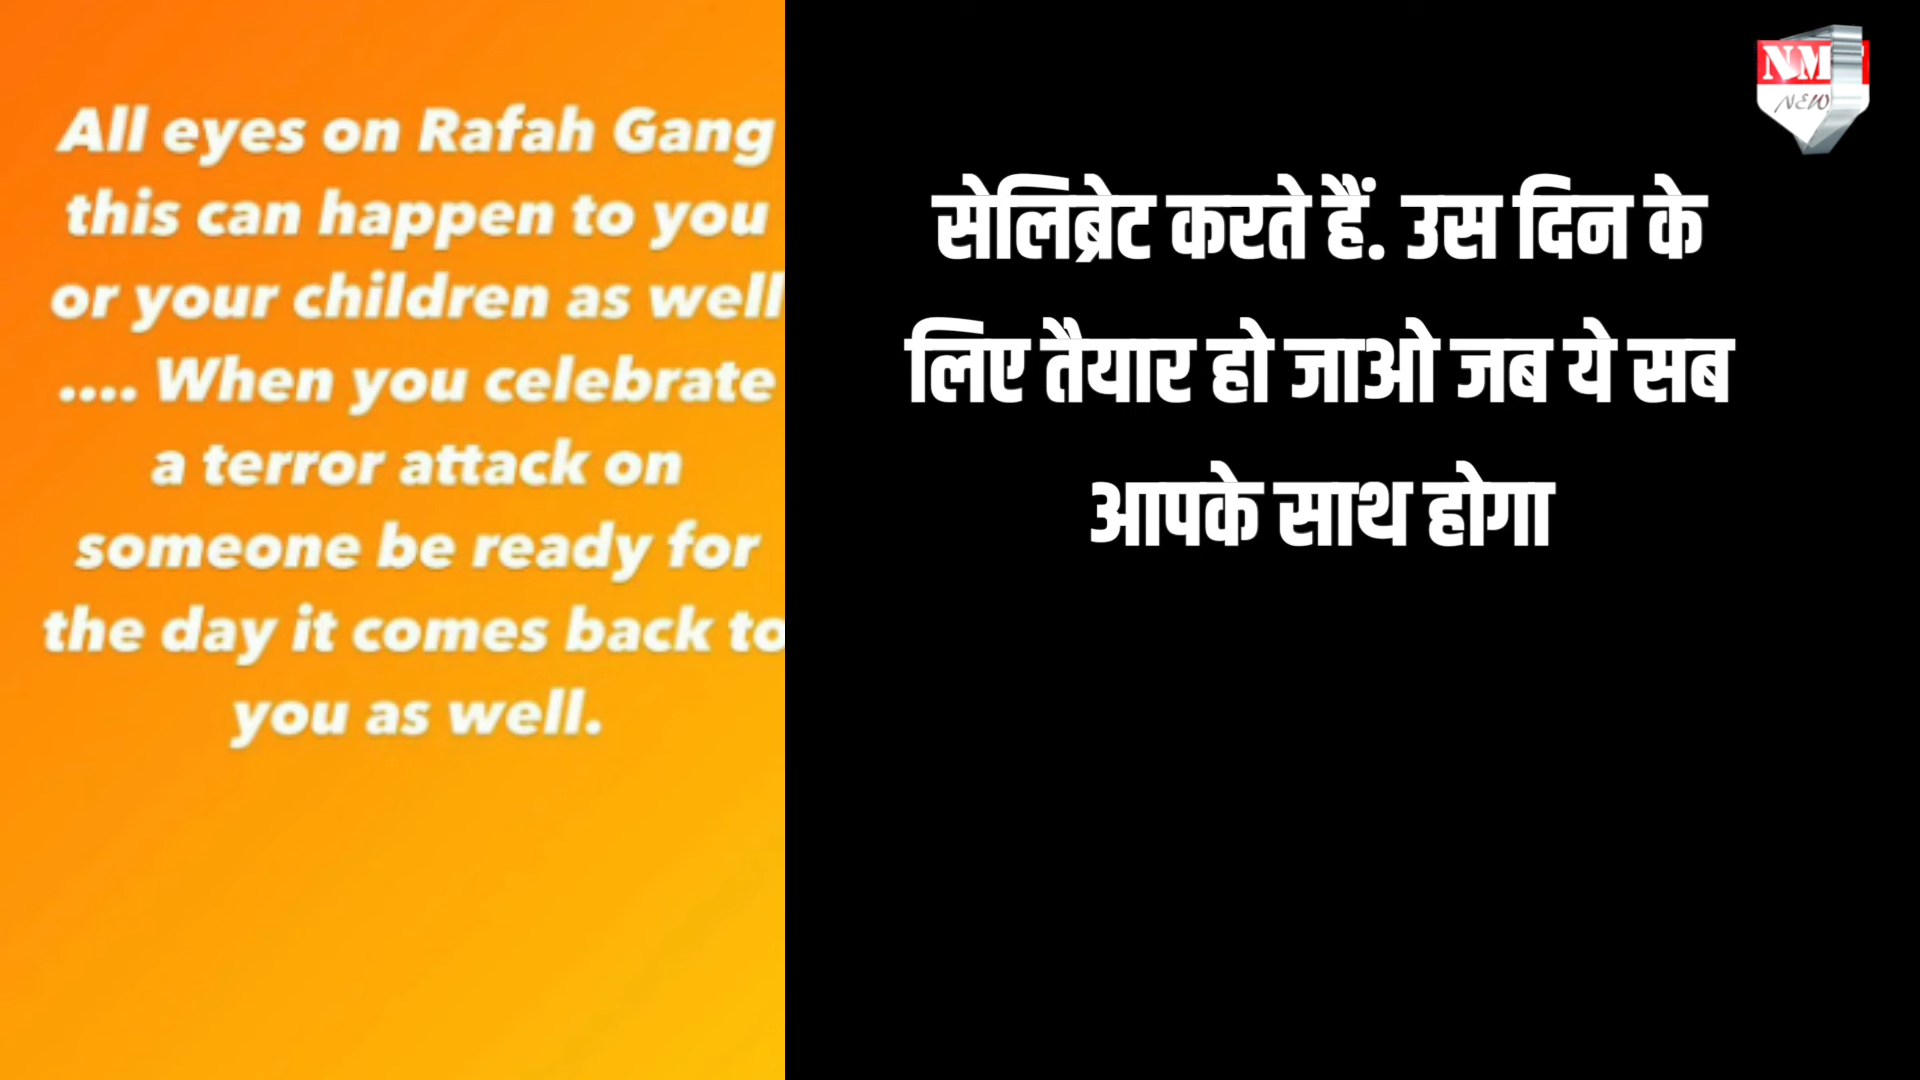 All eyes on Rafah Gang
this can happen to you
or your children as well
.... When you celebrate
a terror attack on
someone be ready for
the day it comes back to
you as well.
सेलिब्रेट करते हैं. उस दिन के
लिए तैयार हो जाओ जब ये सब
आपके साथ होगा
NM
NEW